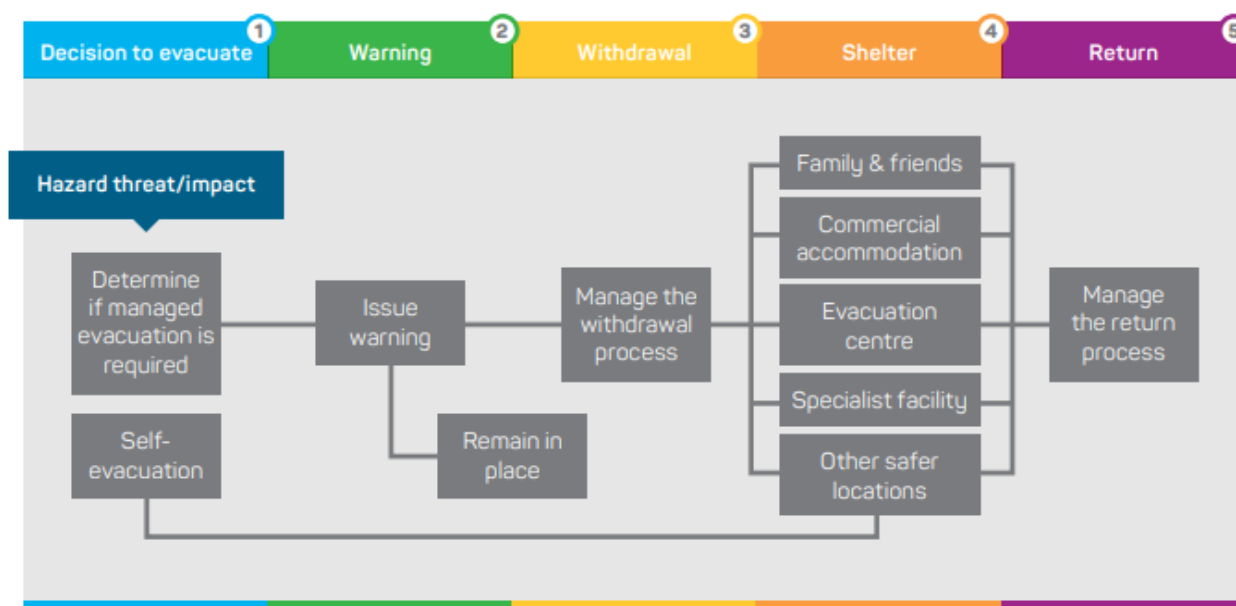 1
2
3
4
5
Decision to evacuate
Warning
Withdrawal
Shelter
Return
Hazard threat/impact
Determine
if managed
evacuation is
required
Self-
evacuation
Issue
warning
Remain in
place
Manage the
withdrawal
process
Family & friends
Commercial
accommodation
Evacuation
centre
Specialist facility
Other safer
locations
Manage
the return
process